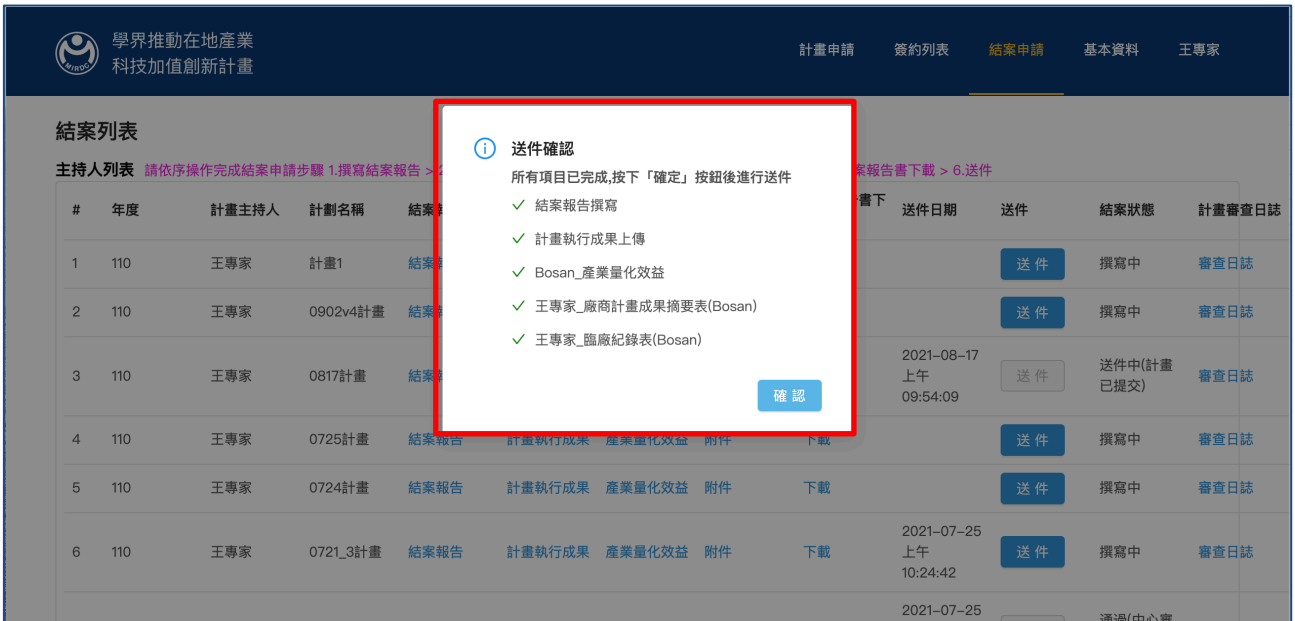 MIRDC
學界推動在地產業
科技加值創新計畫
計畫申請 簽約列表 結案申請 基本資料 王專家
結案列表
主持人列表 請依序操作完成結案申請步驟 1.撰寫結案報告 > 案報告書下載 > 6.送件
送件確認
所有項目已完成,按下「確定」按鈕後進行送件
結案報告撰寫
計畫執行成果上傳
Bosan_產業量化效益
王專家_廠商計畫成果摘要表(Bosan)
王專家_臨廠紀錄表(Bosan)
確認
# 年度 計畫主持人 計劃名稱 結案 書下 送件日期 送件 結案狀態 計畫審查日誌
1 110 王專家 計畫1 結案 送件 撰寫中 審查日誌
2 110 王專家 0902v4計畫 結案 送件 撰寫中 審查日誌
3 110 王專家 0817計畫 結案 2021-08-17 上午 09:54:09 送件 送件中(計畫已提交) 審查日誌
4 110 王專家 0725計畫 結案報告 計畫執行成果 產業量化效益 附件 下載 送件 撰寫中 審查日誌
5 110 王專家 0724計畫 結案報告 計畫執行成果 產業量化效益 附件 下載 送件 撰寫中 審查日誌
6 110 王專家 0721_3計畫 結案報告 計畫執行成果 產業量化效益 附件 下載 2021-07-25 上午 10:24:42 送件 撰寫中 審查日誌
2021-07-25 通過(中心審